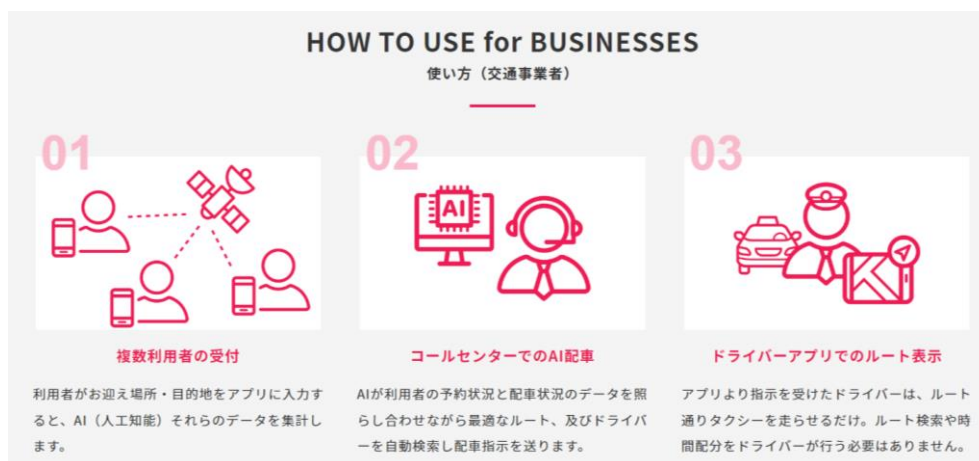 HOW TO USE for BUSINESSES
使い方（交通事業者）
01
複数利用者の受付
利用者がお迎え場所・目的地をアプリに入力す
ると、AI（人工知能）それらのデータを集計し
ます。
02
AI
コールセンターでのAI配車
AIが利用者の予約状況と配車状況のデータを照
らし合わせながら最適なルート、及びドライバ
ーを自動検索し配車指示を送ります。
03
ドライバーアプリでのルート表示
アプリより指示を受けたドライバーは、ルート
通りタクシーを走らせるだけ。ルート検索や時
間配分をドライバーが行う必要はありません。